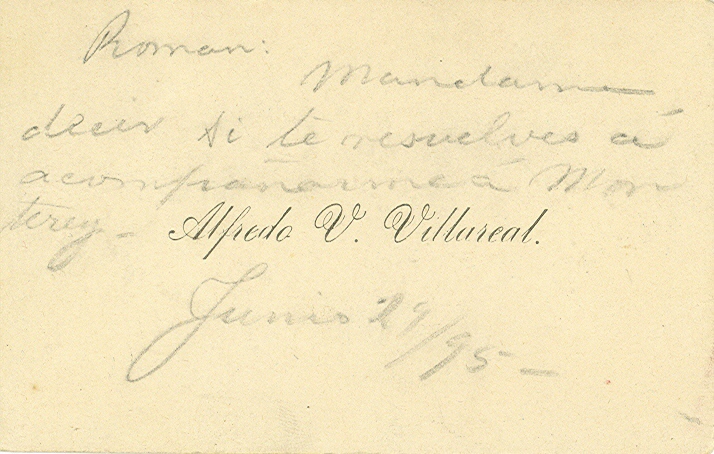 Roman:
Mandame
decir si te resuelves á
acompañarme á Mon
terey -
Alfredo V. Villareal.
Junio 29/95 -